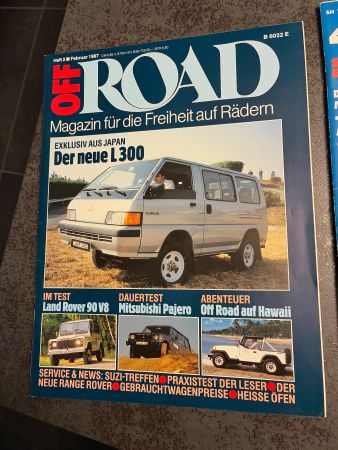 Heft 2 ● Februar 1987
B 6022 E
OFF ROAD
Magazin für die Freiheit auf Rädern
EXKLUSIV AUS JAPAN
Der neue L 300
MITSUBISHI
IM TEST
Land Rover 90 V8
DAUERTEST
Mitsubishi Pajero
ABENTEUER
Off Road auf Hawaii
SERVICE & NEWS: SUZI-TREFFEN ● PRAXISTEST DER LESER ● DER
NEUE RANGE ROVER ● GEBRAUCHTWAGENPREISE ● HEISSE ÖFEN